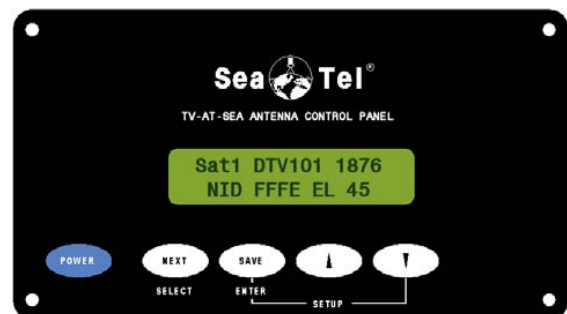 Sea Tel®
TV-AT-SEA ANTENNA CONTROL PANEL
Sat1 DTV101 1876
NID FFFE EL 45
POWER NEXT SAVE
SELECT ENTER
SETUP